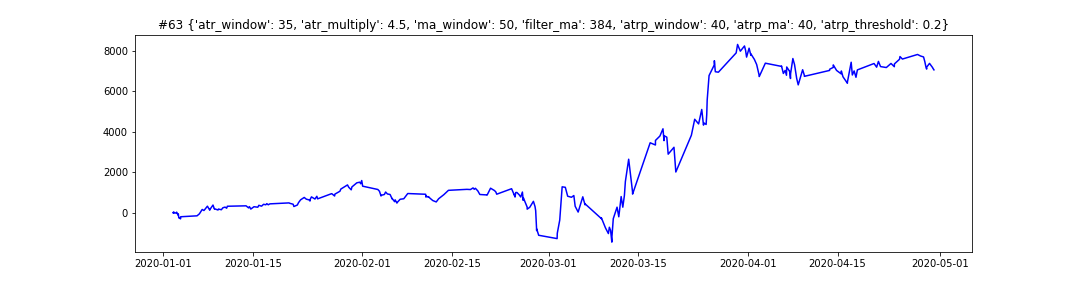 #63 {'atr_window': 35, 'atr_multiply': 4.5, 'ma_window': 50, 'filter_ma': 384, 'atrp_window': 40, 'atrp_ma': 40, 'atrp_threshold': 0.2}
8000
6000
4000
2000
0
2020-01-01 2020-01-15 2020-02-01 2020-02-15 2020-03-01 2020-03-15 2020-04-01 2020-04-15 2020-05-01